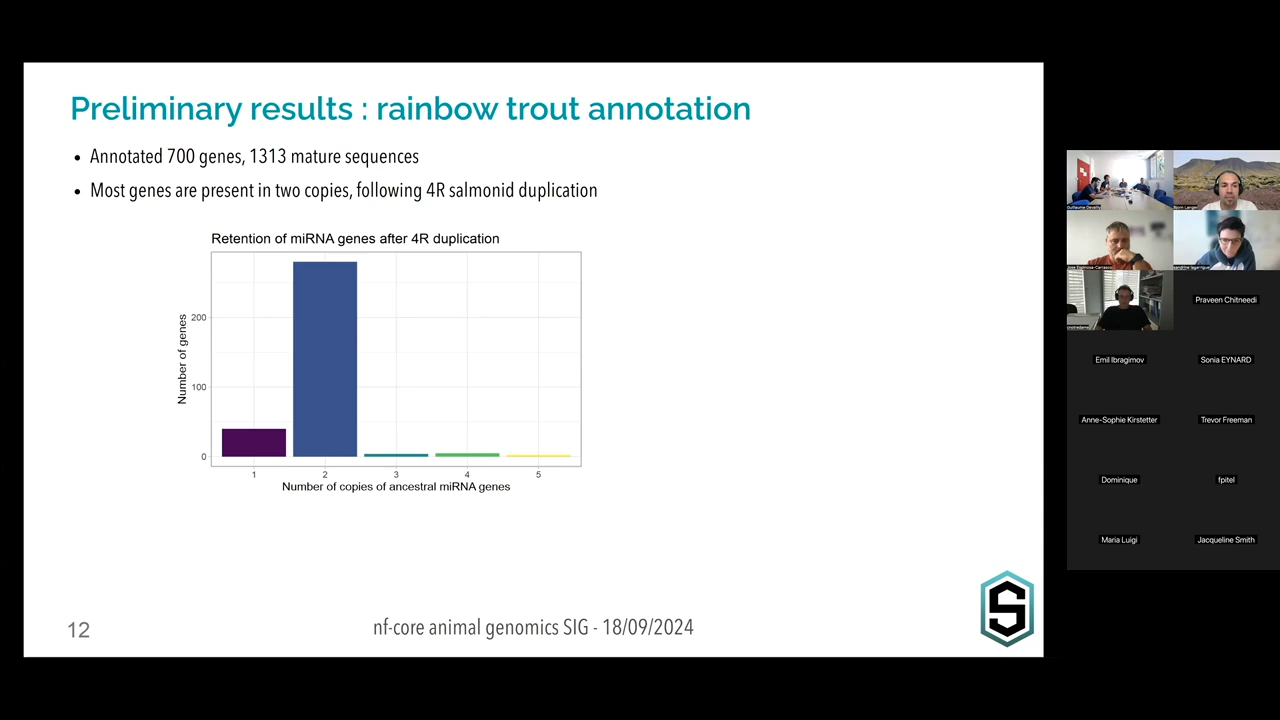 Preliminary results : rainbow trout annotation
Annotated 700 genes, 1313 mature sequences
Most genes are present in two copies, following 4R salmonid duplication
Retention of miRNA genes after 4R duplication
Number of genes
200
100
0
1 2 3 4 5
Number of copies of ancestral miRNA genes
12
nf-core animal genomics SIG - 18/09/2024
S
Praveen Chitneedi
Emil Ibragimov
Sonia EYNARD
Anne-Sophie Kirstetter
Trevor Freeman
Dominique
fpitel
Maria Luigi
Jacqueline Smith